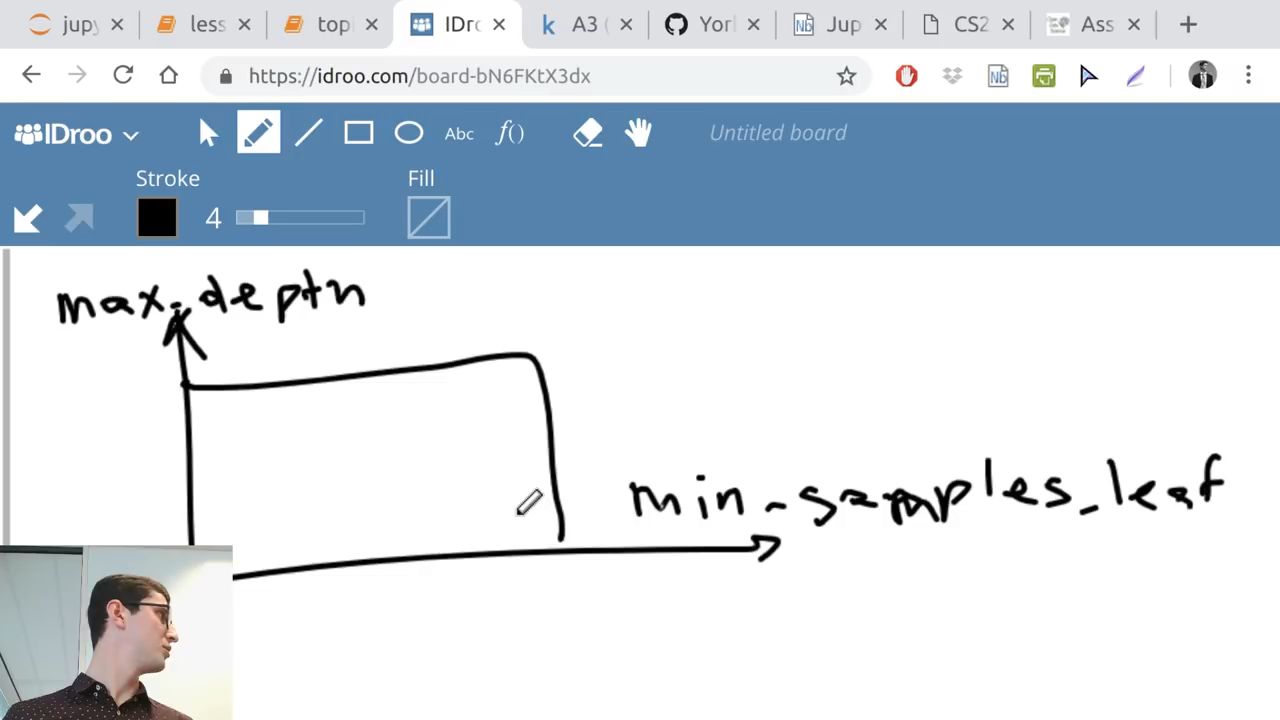 jupy
less
topi
IDro
A3 (
York
Jup
CS2
Ass
https://idroo.com/board-bN6FKtX3dx
IDroo
Abc
f()
Untitled board
Stroke
Fill
4
max_depth
min_samples_leaf